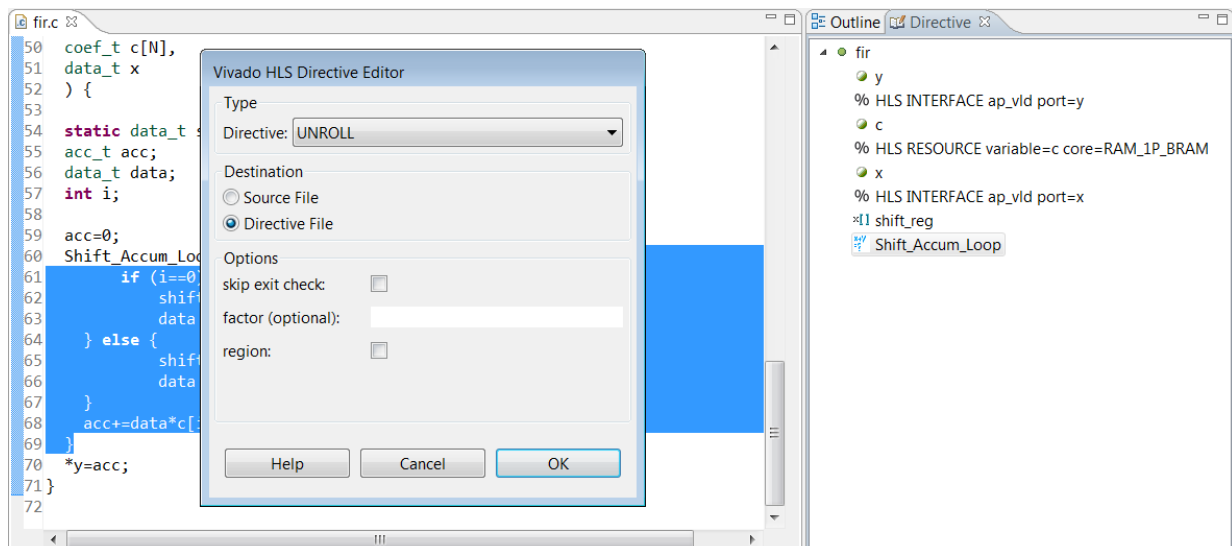 fir.c
50 coef_t c[N],
51 data_t x
52 ) {
53
54 static data_t s
55 acc_t acc;
56 data_t data;
57 int i;
58
59 acc=0;
60 Shift_Accum_Loo
61 if (i==0)
62 shift
63 data
64 } else {
65 shift
66 data
67 }
68 acc+=data*c[i
69 }
70 *y=acc;
71 }
72
Vivado HLS Directive Editor
Type
Directive: UNROLL
Destination
Source File
Directive File
Options
skip exit check:
factor (optional):
region:
Help Cancel OK
Outline Directive
fir
y
% HLS INTERFACE ap_vld port=y
c
% HLS RESOURCE variable=c core=RAM_1P_BRAM
x
% HLS INTERFACE ap_vld port=x
×[] shift_reg
Shift_Accum_Loop